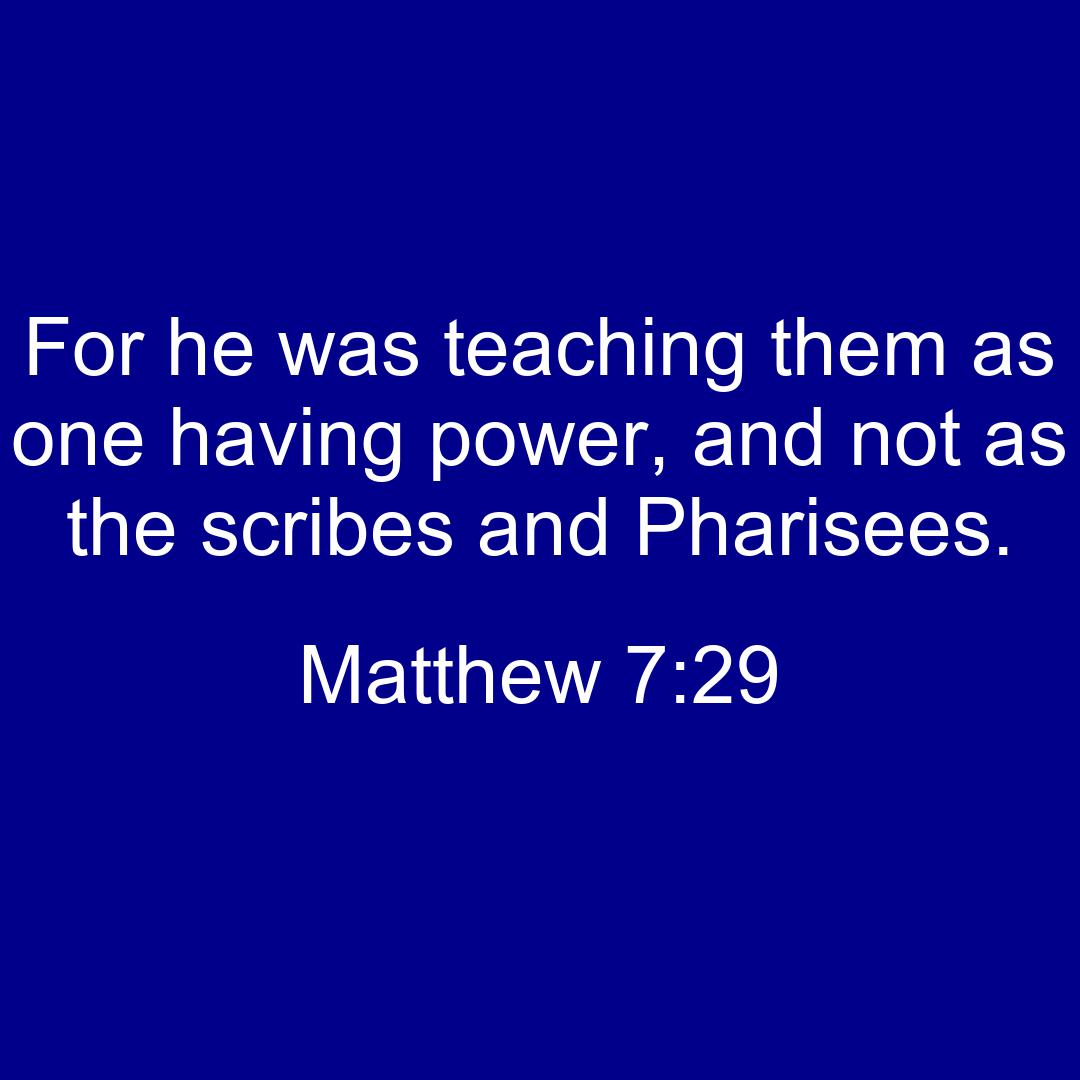 For he was teaching them as
one having power, and not as
the scribes and Pharisees.
Matthew 7:29